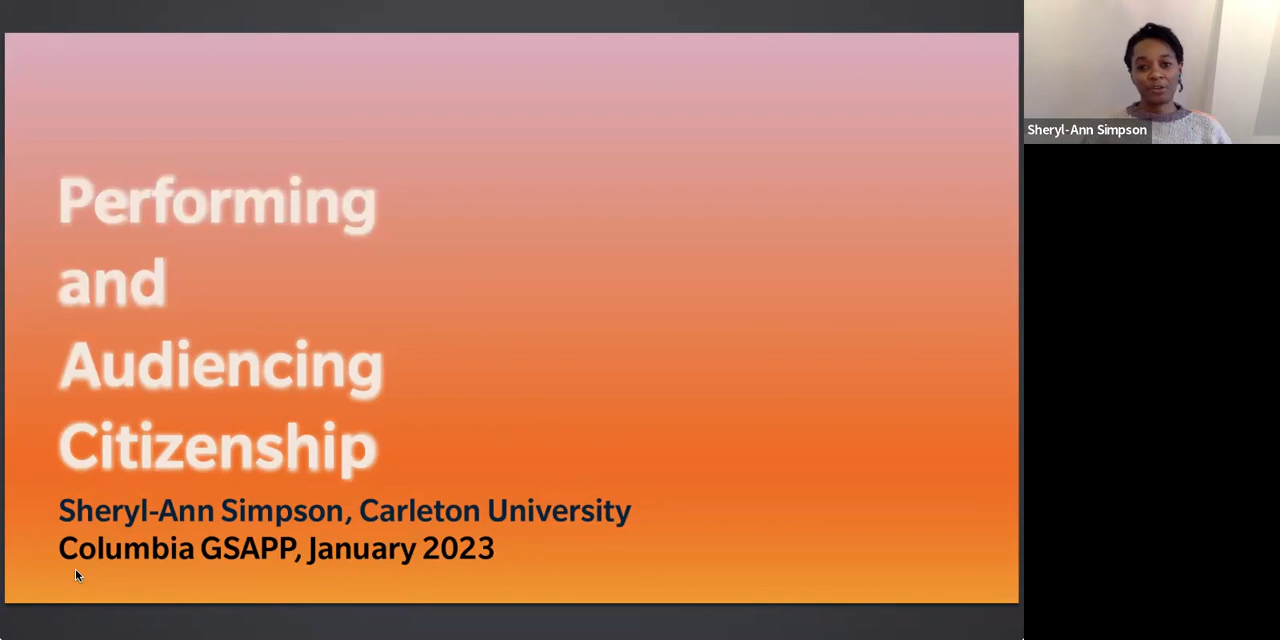 Performing
and
Audiencing
Citizenship
Sheryl-Ann Simpson, Carleton University
Columbia GSAPP, January 2023
Sheryl-Ann Simpson